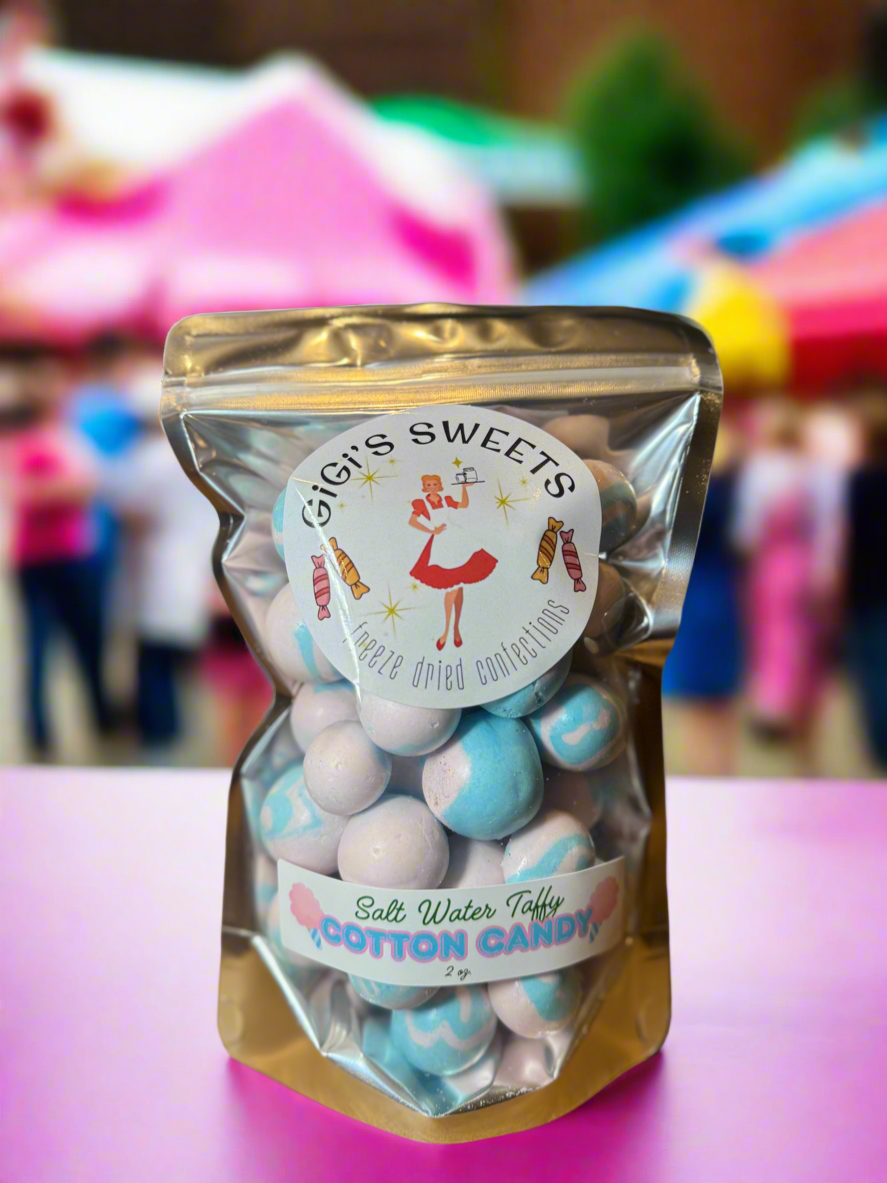 GiGi'S SWEETS
freeze dried confections
Salt Water Taffy
COTTON CANDY
2 oz.